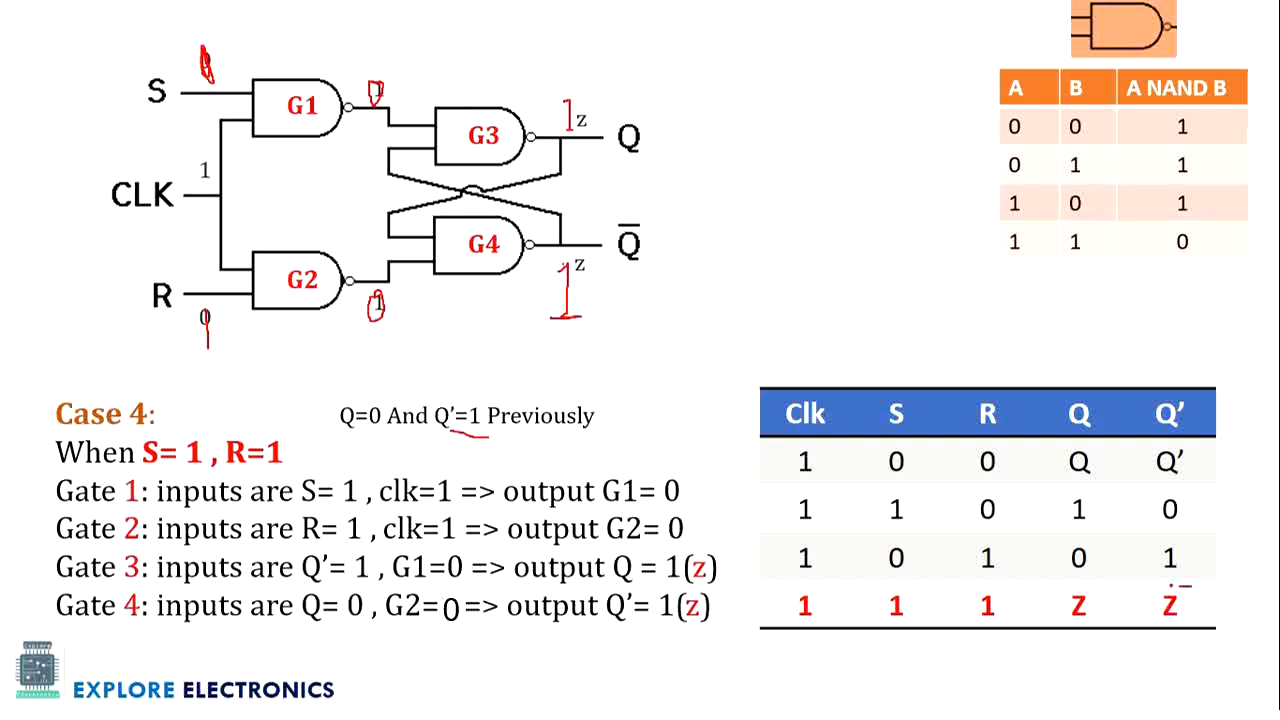 S
G1
1
z
Q
G3
1
CLK
G4
Q̅
z
1
G2
R
0
1
A B A NAND B
0 0 1
0 1 1
1 0 1
1 1 0
Case 4:
Q=0 And Q′=1 Previously
When S= 1 , R=1
Gate 1: inputs are S= 1 , clk=1 => output G1= 0
Gate 2: inputs are R= 1 , clk=1 => output G2= 0
Gate 3: inputs are Q′= 1 , G1=0 => output Q = 1(z)
Gate 4: inputs are Q= 0 , G2=0 => output Q′= 1(z)
Clk S R Q Q′
1 0 0 Q Q′
1 1 0 1 0
1 0 1 0 1
1 1 1 Z Z
EXPLORE ELECTRONICS